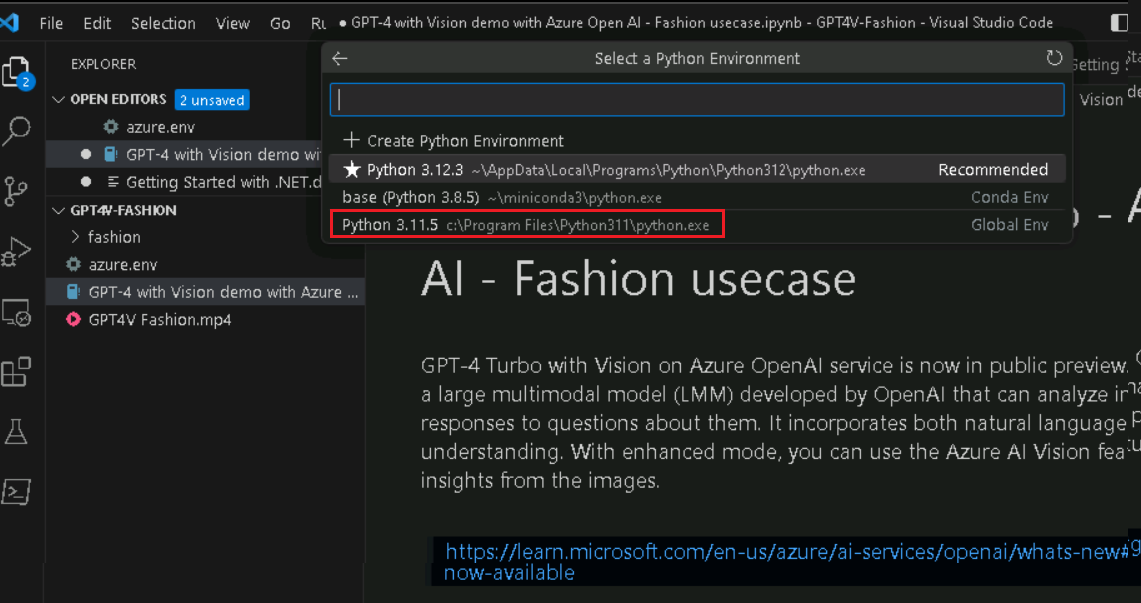 File Edit Selection View Go Ru ● GPT-4 with Vision demo with Azure Open AI - Fashion usecase.ipynb - GPT4V-Fashion - Visual Studio Code
EXPLORER
2
OPEN EDITORS 2 unsaved
azure.env
● GPT-4 with Vision demo wi
● Getting Started with .NET.d
GPT4V-FASHION
fashion
azure.env
GPT-4 with Vision demo with Azure ...
GPT4V Fashion.mp4
Select a Python Environment
Create Python Environment
Python 3.12.3 ~\AppData\Local\Programs\Python\Python312\python.exe Recommended
base (Python 3.8.5) ~\miniconda3\python.exe Conda Env
Python 3.11.5 c:\Program Files\Python311\python.exe Global Env
Getting
Vision
AI - Fashion usecase
GPT-4 Turbo with Vision on Azure OpenAI service is now in public preview.
a large multimodal model (LMM) developed by OpenAI that can analyze
responses to questions about them. It incorporates both natural language
understanding. With enhanced mode, you can use the Azure AI Vision
insights from the images.
https://learn.microsoft.com/en-us/azure/ai-services/openai/whats-new#
now-available